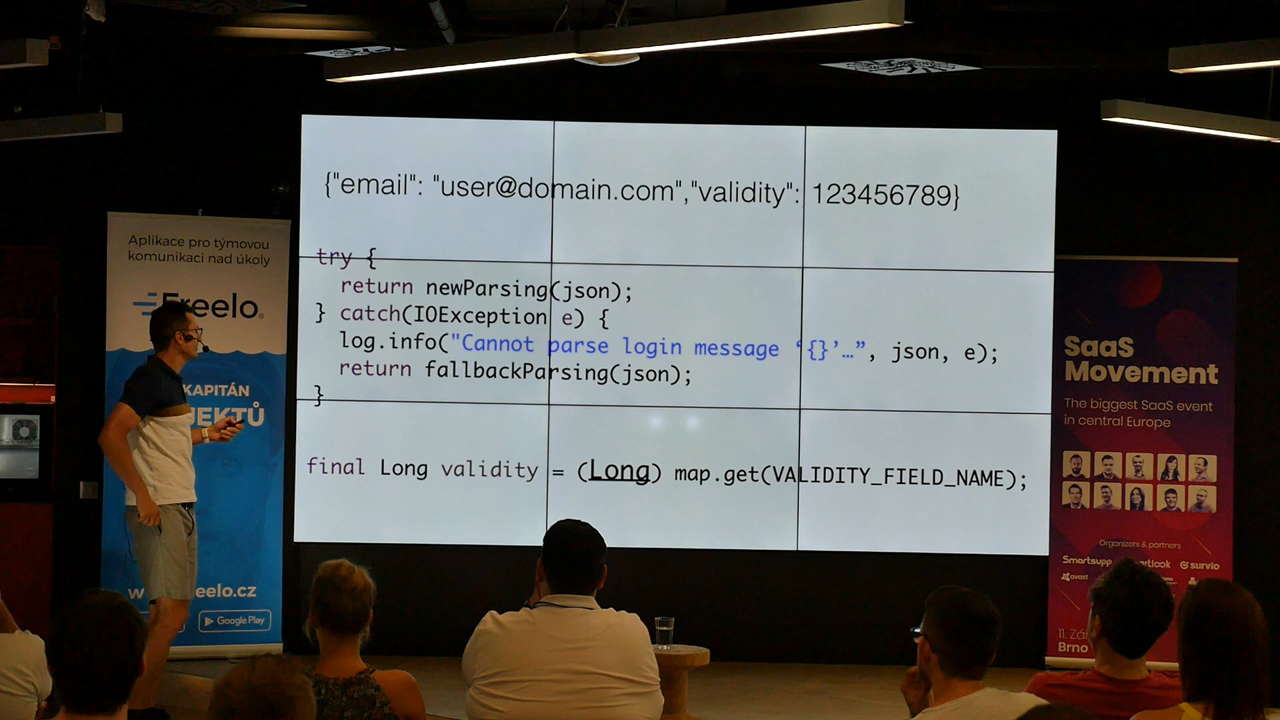 {"email": "user@domain.com","validity": 123456789}
try {
return newParsing(json);
} catch(IOException e) {
log.info("Cannot parse login message ‘{}’…”, json, e);
return fallbackParsing(json);
}
final Long validity = (Long) map.get(VALIDITY_FIELD_NAME);
Aplikace pro týmovou
komunikaci nad úkoly
Freelo
KAPITÁN
eelo.cz
Google Play
SaaS
Movement
The biggest SaaS event
in central Europe
Organizers & partners
Smartsupp
survio
avast
Brno